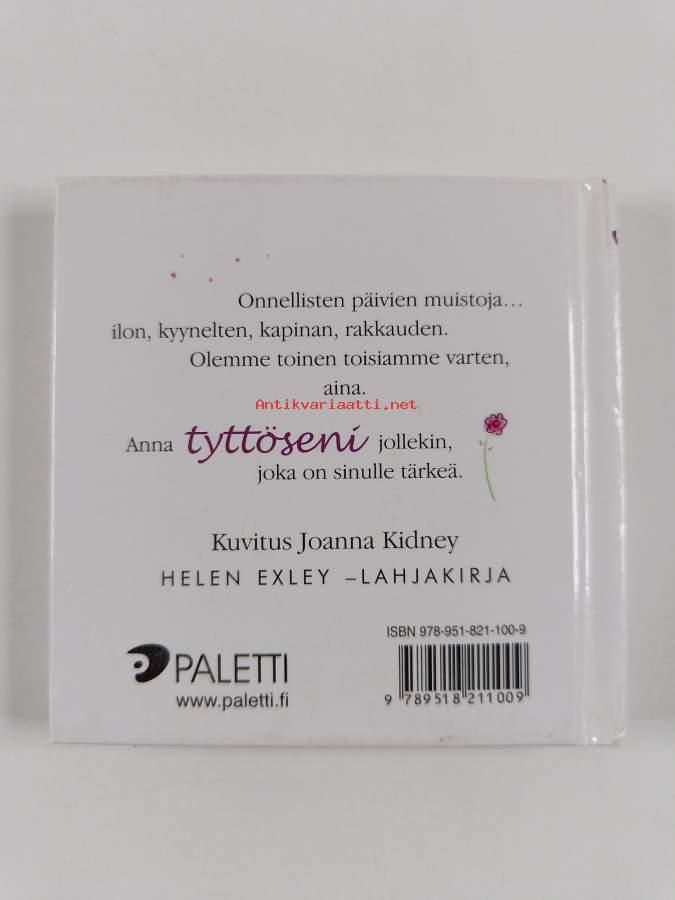 Onnellisten päivien muistoja…
ilon, kyynelten, kapinan, rakkauden.
Olemme toinen toisiamme varten,
aina.
Antikvariaatti.net
Anna tyttöseni jollekin,
joka on sinulle tärkeä.
Kuvitus Joanna Kidney
HELEN EXLEY –LAHJAKIRJA
ISBN 978-951-821-100-9
PALETTI
www.paletti.fi
9 789518 211009